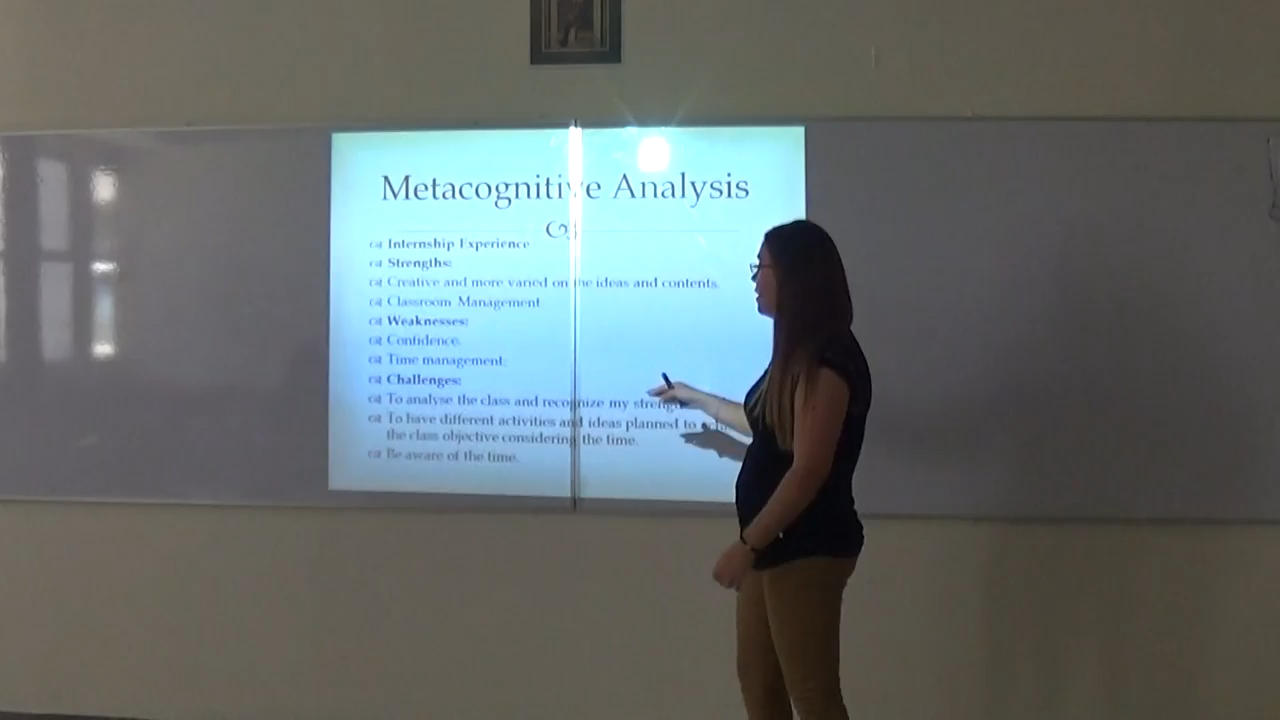 Metacognitive Analysis
Internship Experience
Strengths:
Creative and more varied on the ideas and contents.
Classroom Management
Weaknesses:
Confidence.
Time management.
Challenges:
To analyse the class and recognize my
To have different activities and ideas planned to
the class objective considering the time.
Be aware of the time.